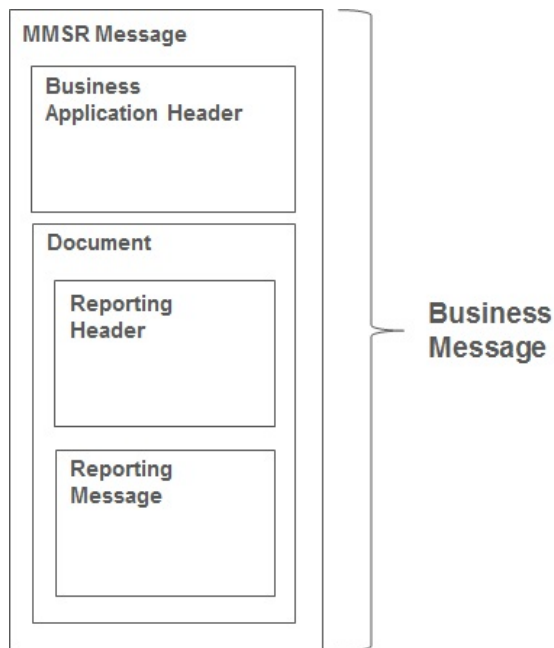 MMSR Message
Business
Application Header
Document
Reporting
Header
Reporting
Message
Business
Message